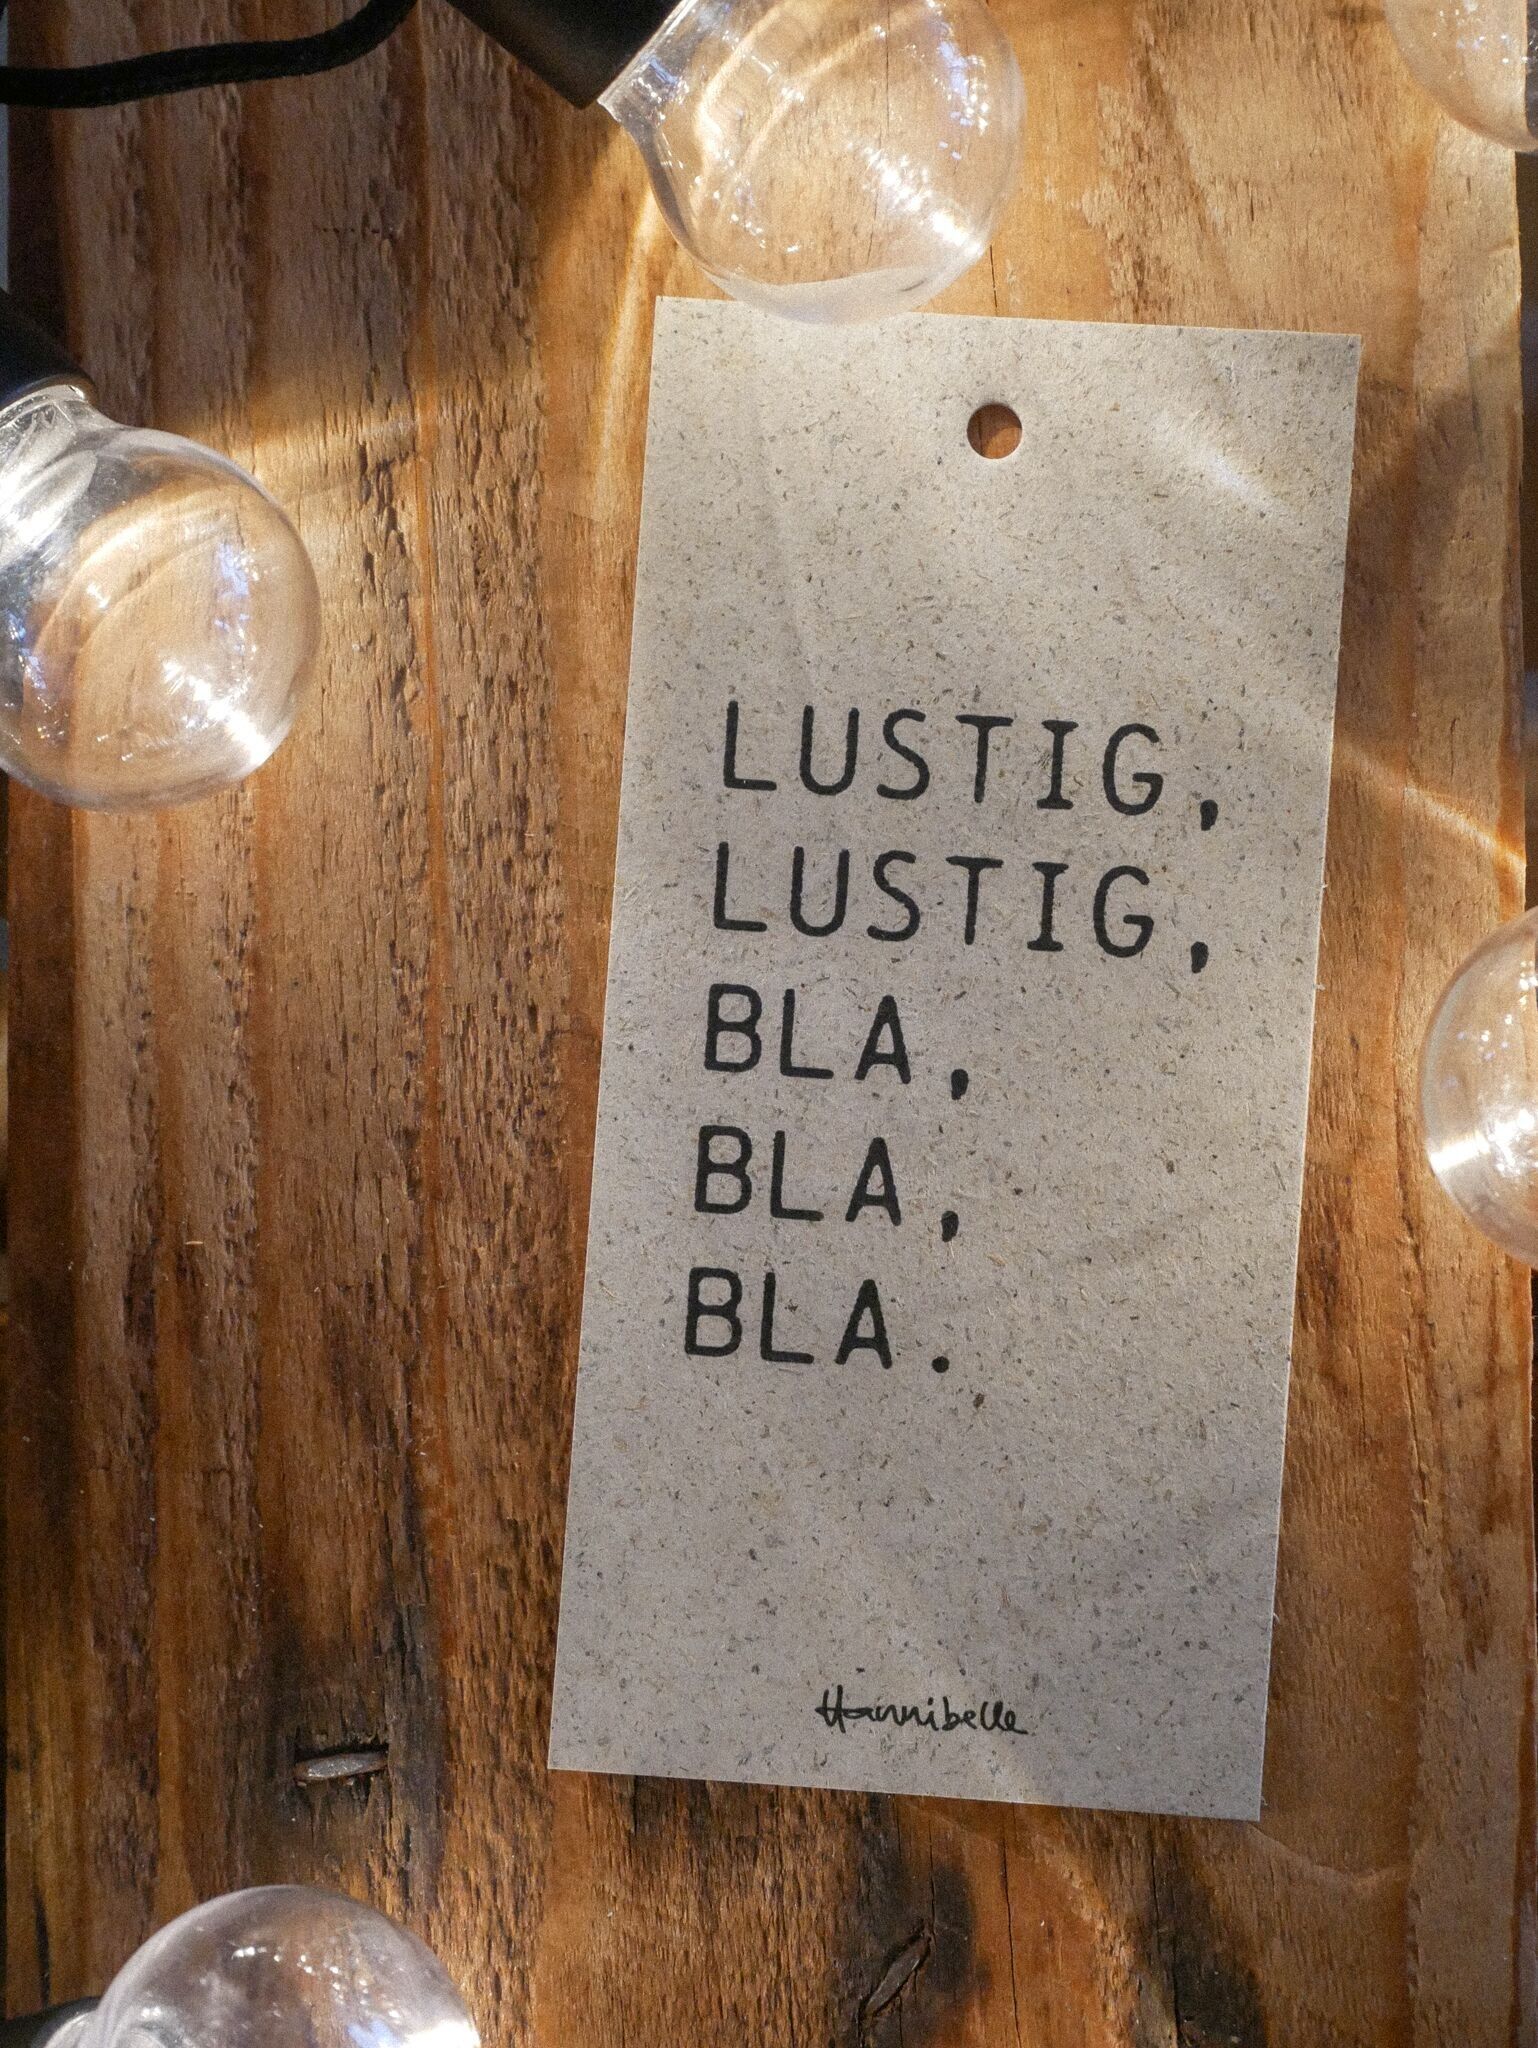 LUSTIG,
LUSTIG,
BLA,
BLA,
BLA.
Hannibelle